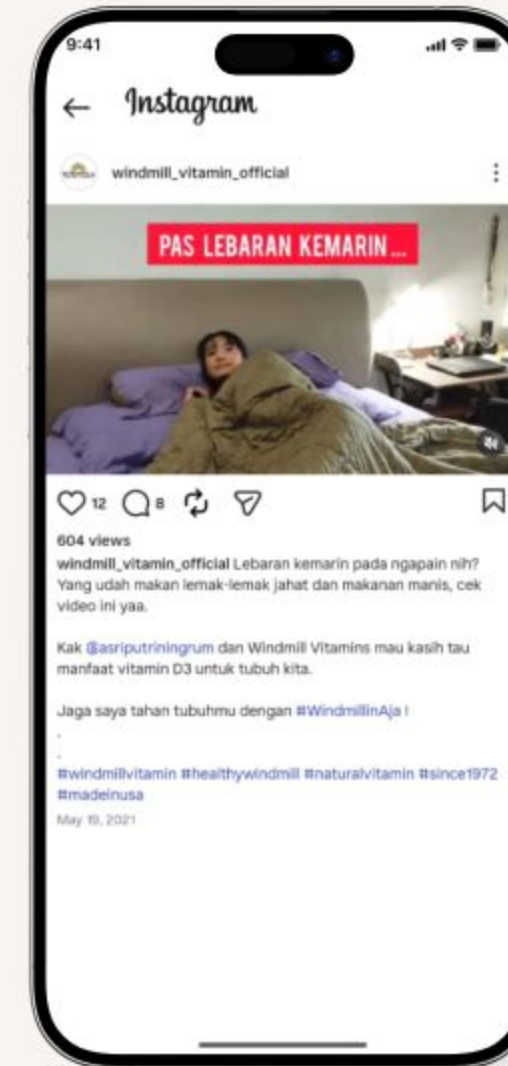 9:41
Instagram
windmill_vitamin_official
PAS LEBARAN KEMARIN...
12 8
604 views
windmill_vitamin_official Lebaran kemarin pada ngapain nih?
Yang udah makan lemak-lemak jahat dan makanan manis, cek
video ini yaa.
Kak @asriputriningrum dan Windmill Vitamins mau kasih tau
manfaat vitamin D3 untuk tubuh kita.
Jaga saya tahan tubuhmu dengan #WindmillinAja !
.
.
#windmillvitamin #healthywindmill #naturalvitamin #since1972
#madeinusa
May 19, 2021